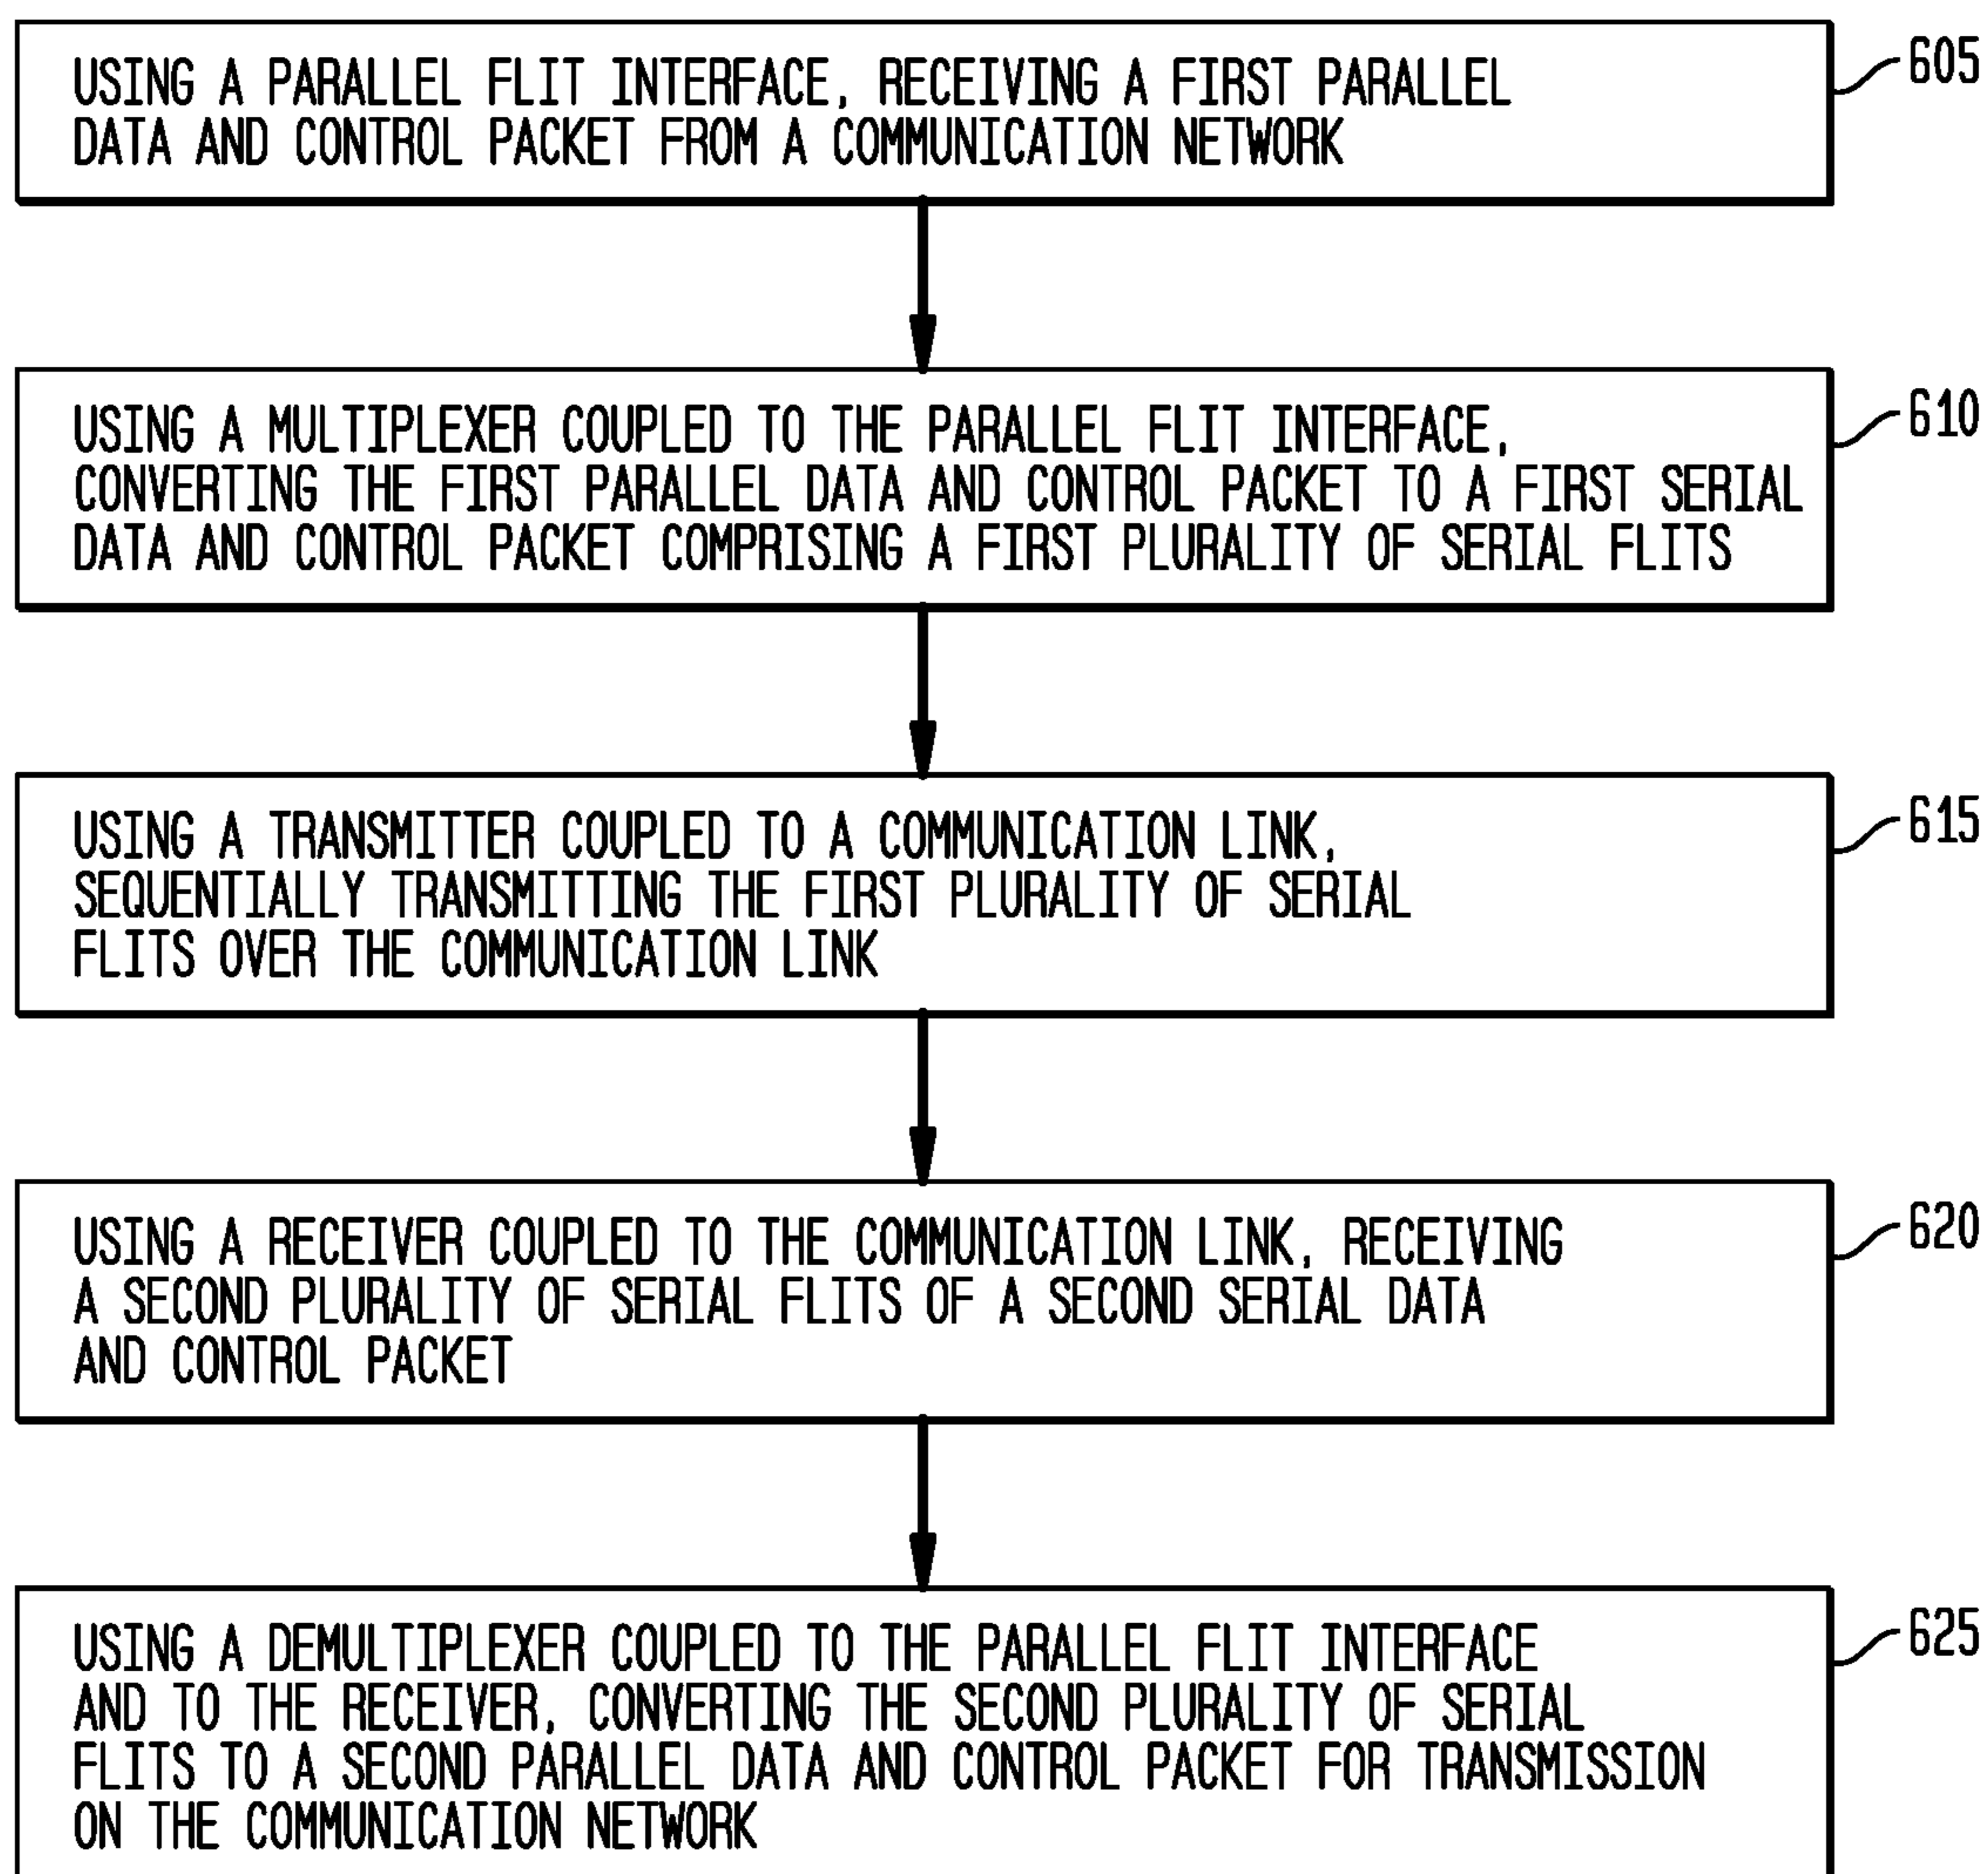 USING A PARALLEL FLIT INTERFACE, RECEIVING A FIRST PARALLEL
DATA AND CONTROL PACKET FROM A COMMUNICATION NETWORK
605
USING A MULTIPLEXER COUPLED TO THE PARALLEL FLIT INTERFACE,
CONVERTING THE FIRST PARALLEL DATA AND CONTROL PACKET TO A FIRST SERIAL
DATA AND CONTROL PACKET COMPRISING A FIRST PLURALITY OF SERIAL FLITS
610
USING A TRANSMITTER COUPLED TO A COMMUNICATION LINK,
SEQUENTIALLY TRANSMITTING THE FIRST PLURALITY OF SERIAL
FLITS OVER THE COMMUNICATION LINK
615
USING A RECEIVER COUPLED TO THE COMMUNICATION LINK, RECEIVING
A SECOND PLURALITY OF SERIAL FLITS OF A SECOND SERIAL DATA
AND CONTROL PACKET
620
USING A DEMULTIPLEXER COUPLED TO THE PARALLEL FLIT INTERFACE
AND TO THE RECEIVER, CONVERTING THE SECOND PLURALITY OF SERIAL
FLITS TO A SECOND PARALLEL DATA AND CONTROL PACKET FOR TRANSMISSION
ON THE COMMUNICATION NETWORK
625